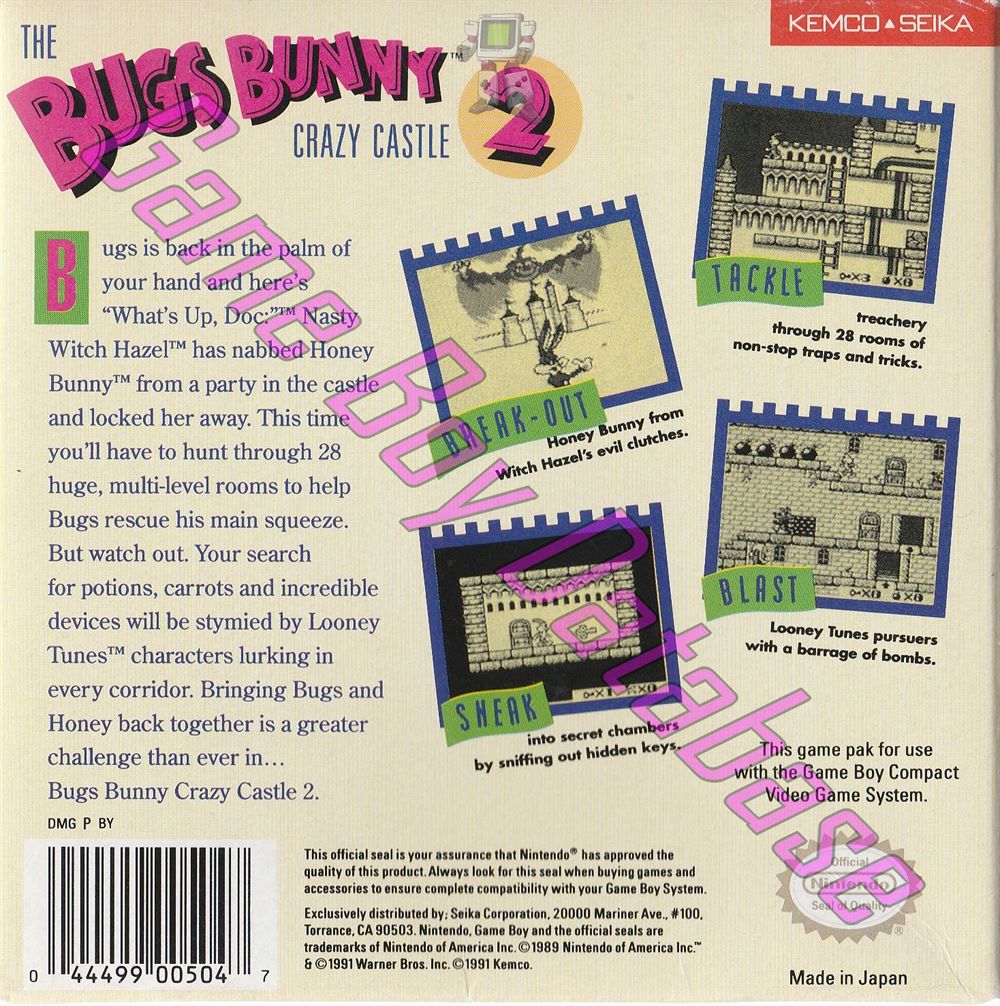 THE
BUGS BUNNY™
CRAZY CASTLE 2
KEMCO▲SEIKA
Bugs is back in the palm of
your hand and here's
"What's Up, Doc:"™ Nasty
Witch Hazel™ has nabbed Honey
Bunny™ from a party in the castle
and locked her away. This time
you'll have to hunt through 28
huge, multi-level rooms to help
Bugs rescue his main squeeze.
But watch out. Your search
for potions, carrots and incredible
devices will be stymied by Looney
Tunes™ characters lurking in
every corridor. Bringing Bugs and
Honey back together is a greater
challenge than ever in...
Bugs Bunny Crazy Castle 2.
DMG P BY
X3 X0
TACKLE
treachery
through 28 rooms of
non-stop traps and tricks.
BREAK-OUT
Honey Bunny from
Witch Hazel's evil clutches.
X0 X0
BLAST
Looney Tunes pursuers
with a barrage of bombs.
X1 X0
SNEAK
into secret chambers
by sniffing out hidden keys.
This game pak for use
with the Game Boy Compact
Video Game System.
0 44499 00504 7
This official seal is your assurance that Nintendo® has approved the
quality of this product. Always look for this seal when buying games and
accessories to ensure complete compatibility with your Game Boy System.
Exclusively distributed by; Seika Corporation, 20000 Mariner Ave., #100,
Torrance, CA 90503. Nintendo, Game Boy and the official seals are
trademarks of Nintendo of America Inc. ©1989 Nintendo of America Inc.™
& ©1991 Warner Bros. Inc. ©1991 Kemco.
Official
Nintendo
Seal of Quality
®
Made in Japan
Game Boy Database